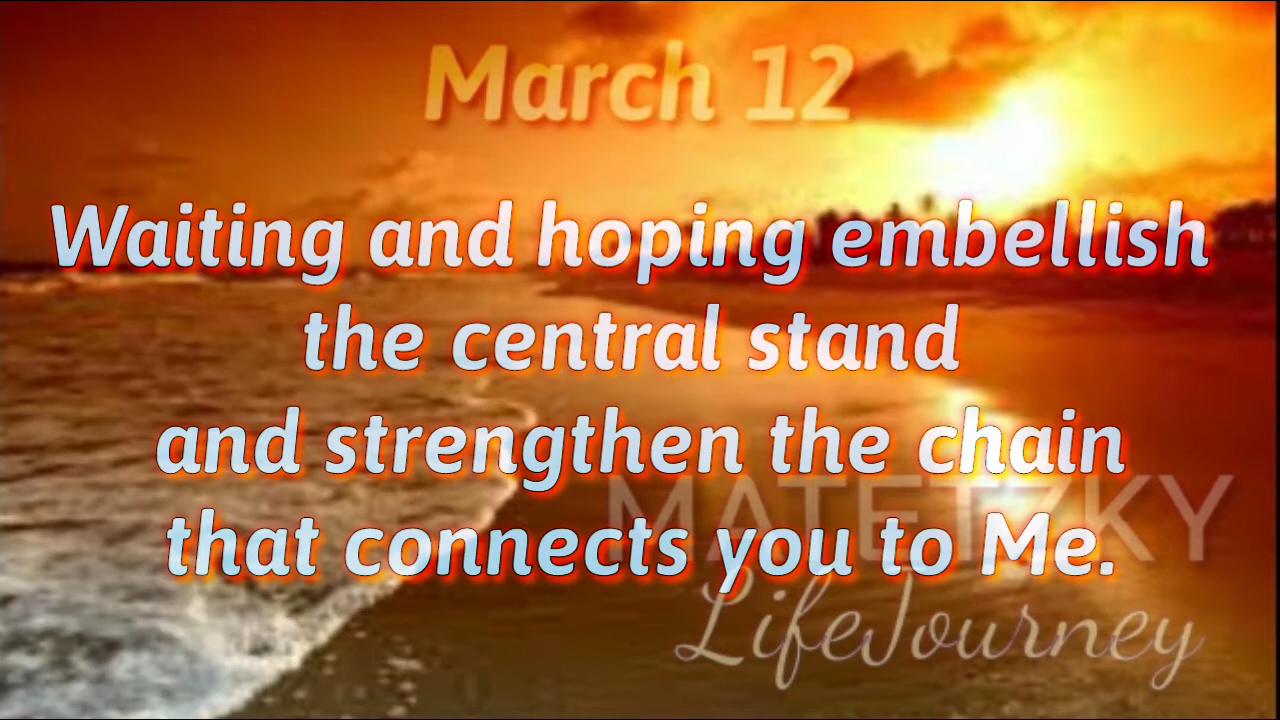 March 12
Waiting and hoping embellish
the central stand
and strengthen the chain
that connects you to Me.
MATETZKY
LifeJourney